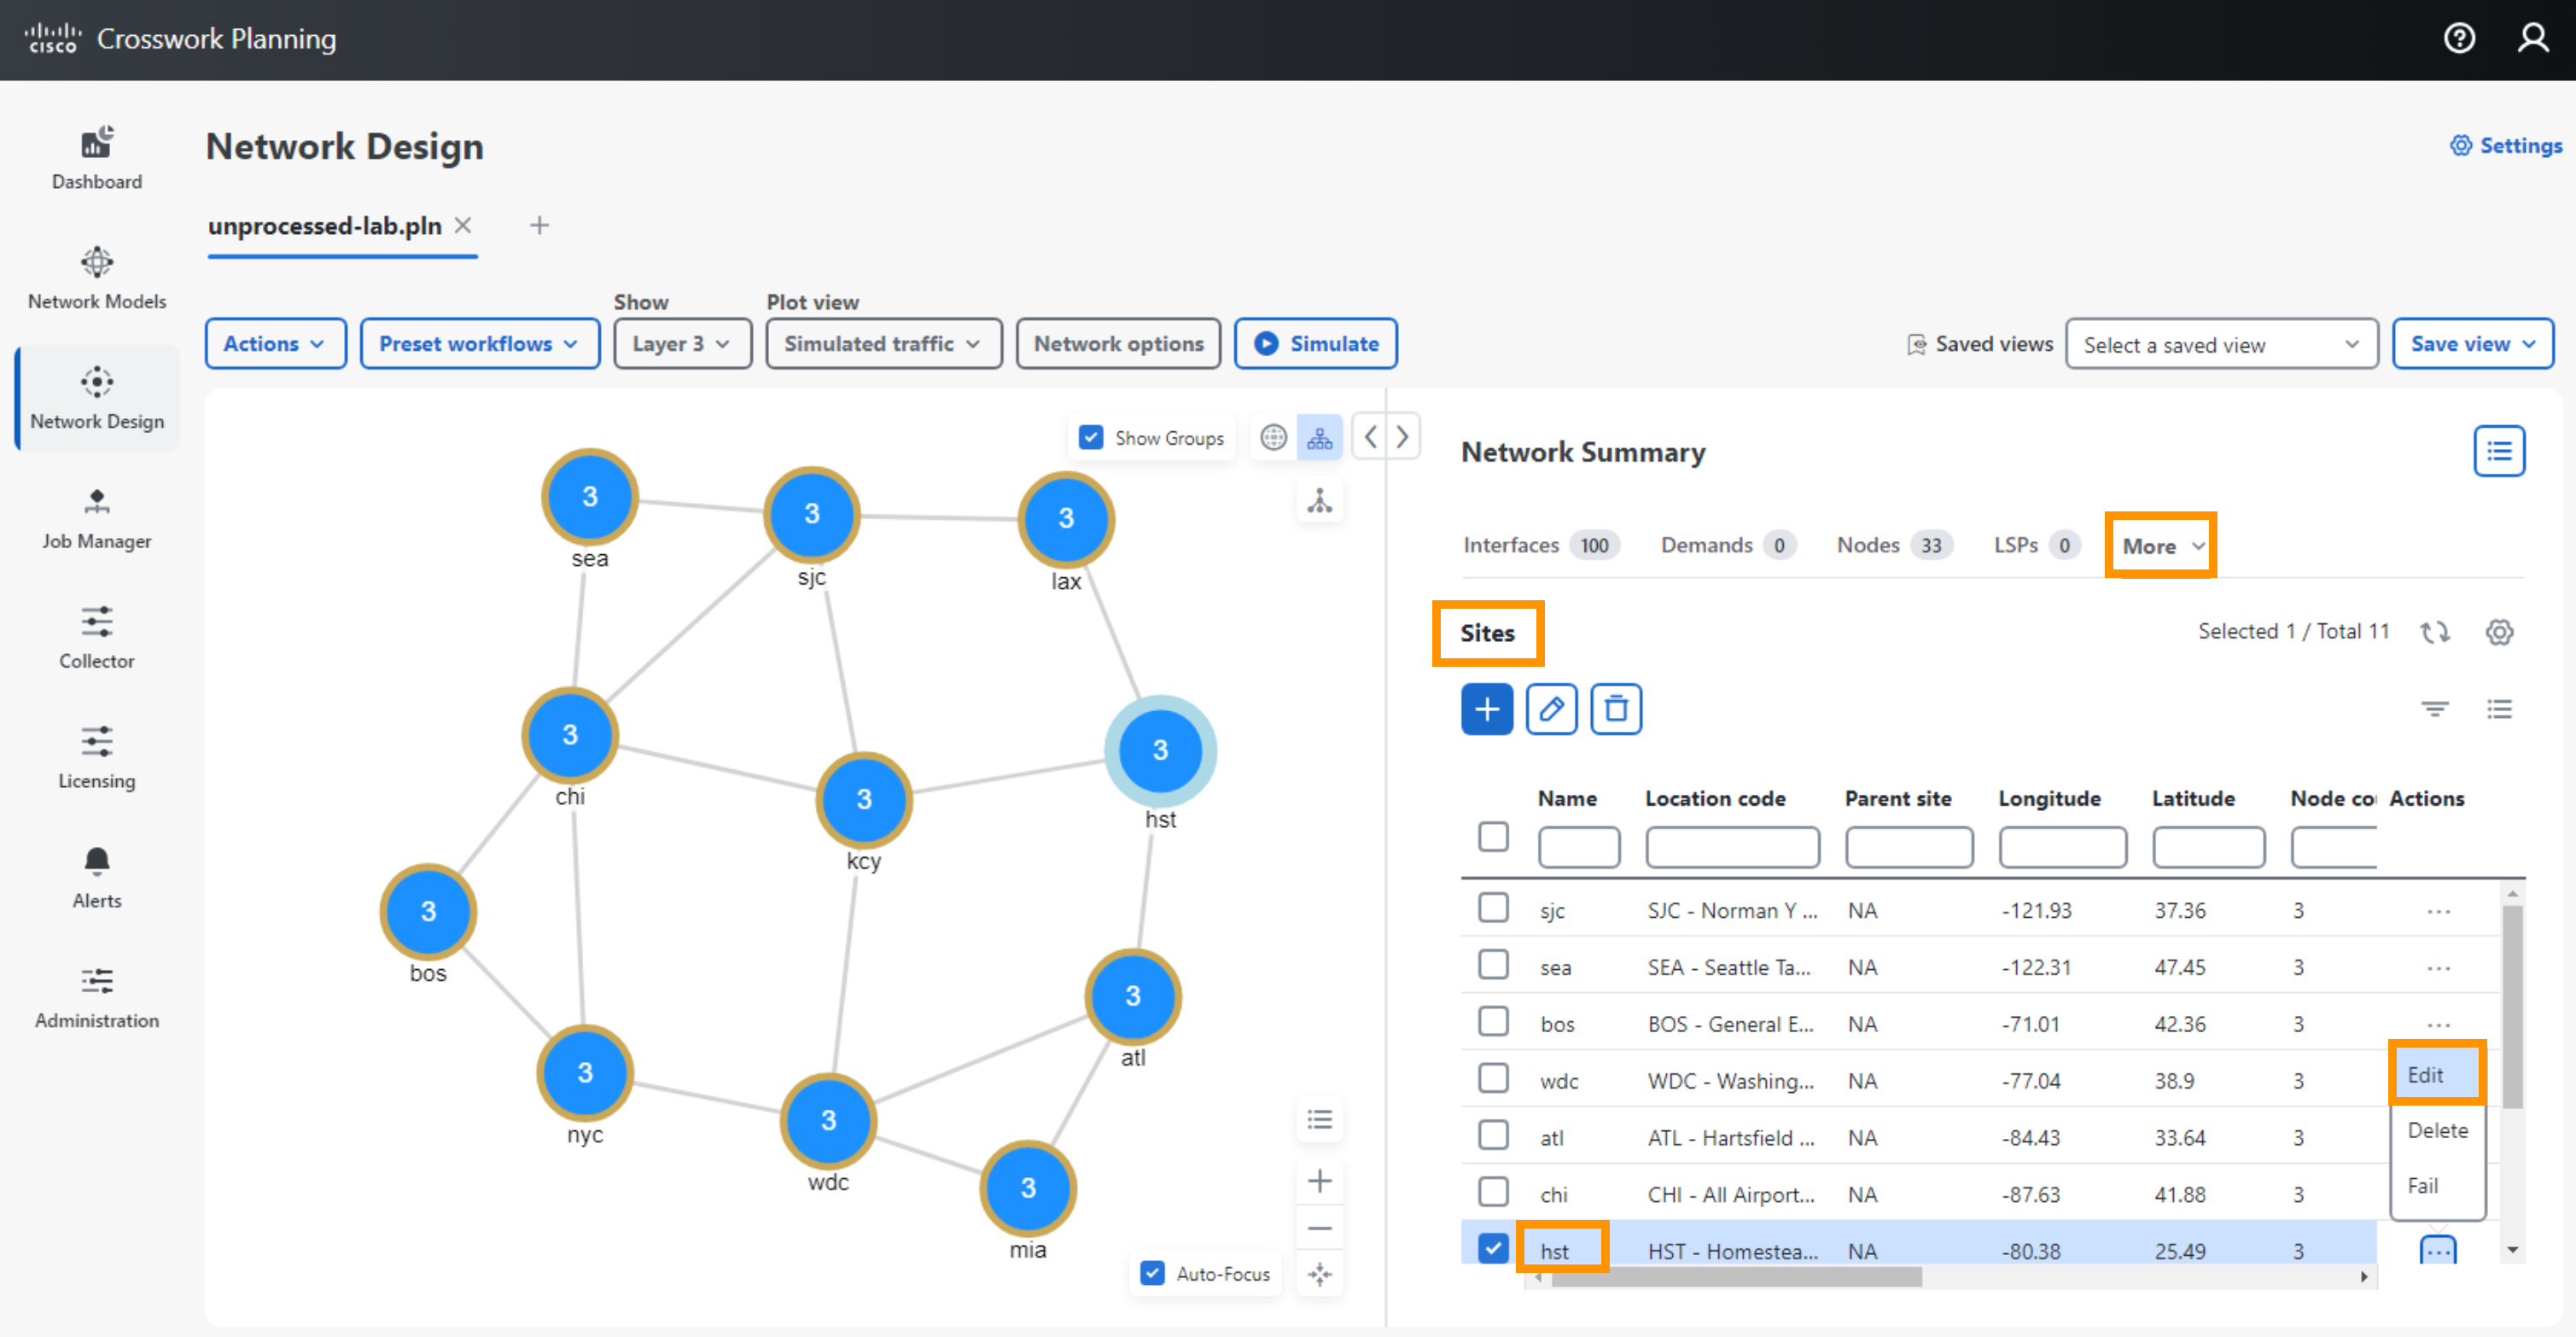 cisco Crosswork Planning
Dashboard
Network Models
Network Design
Job Manager
Collector
Licensing
Alerts
Administration
Network Design
Settings
unprocessed-lab.pln
Show
Plot view
Actions
Preset workflows
Layer 3
Simulated traffic
Network options
Simulate
Saved views
Select a saved view
Save view
Show Groups
3
sea
3
sjc
3
lax
3
chi
3
kcy
3
hst
3
bos
3
atl
3
nyc
3
wdc
3
mia
Auto-Focus
Network Summary
Interfaces 100 Demands 0 Nodes 33 LSPs 0 More
Sites
Selected 1 / Total 11
Name Location code Parent site Longitude Latitude Node co Actions
sjc SJC - Norman Y ... NA -121.93 37.36 3 ...
sea SEA - Seattle Ta... NA -122.31 47.45 3 ...
bos BOS - General E... NA -71.01 42.36 3 ...
wdc WDC - Washing... NA -77.04 38.9 3
atl ATL - Hartsfield ... NA -84.43 33.64 3
chi CHI - All Airport... NA -87.63 41.88 3
hst HST - Homestea... NA -80.38 25.49 3 ...
Edit
Delete
Fail